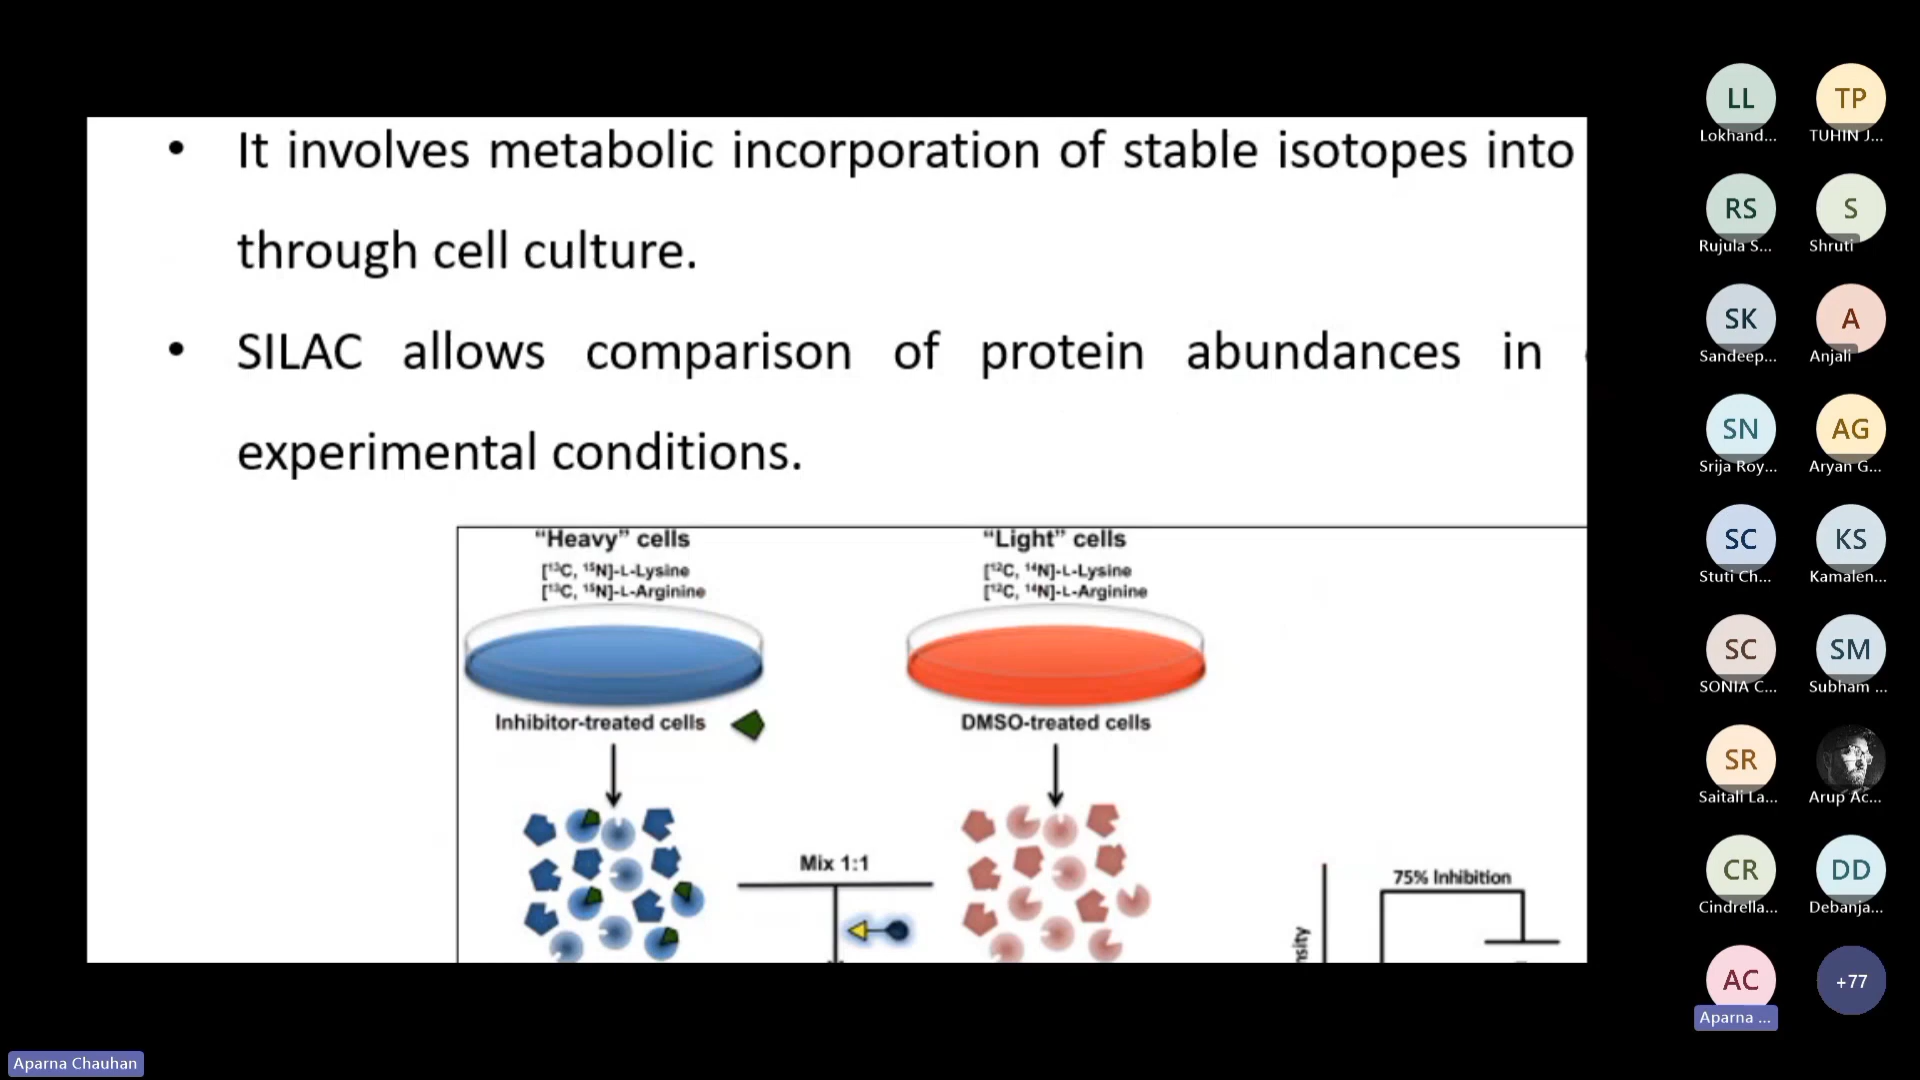 • It involves metabolic incorporation of stable isotopes into
through cell culture.
• SILAC allows comparison of protein abundances in
experimental conditions.
“Heavy” cells
[¹³C, ¹⁵N]-L-Lysine
[¹³C, ¹⁵N]-L-Arginine
Inhibitor-treated cells
“Light” cells
[¹²C, ¹⁴N]-L-Lysine
[¹²C, ¹⁴N]-L-Arginine
DMSO-treated cells
Mix 1:1
75% Inhibition
LL
Lokhand...
TP
TUHIN J...
RS
Rujula S...
S
Shruti
SK
Sandeep...
A
Anjali
SN
Srija Roy...
AG
Aryan G...
SC
Stuti Ch...
KS
Kamalen...
SC
SONIA C...
SM
Subham ...
SR
Saitali La...
Arup Ac...
CR
Cindrella...
DD
Debanja...
AC
Aparna ...
+77
Aparna Chauhan